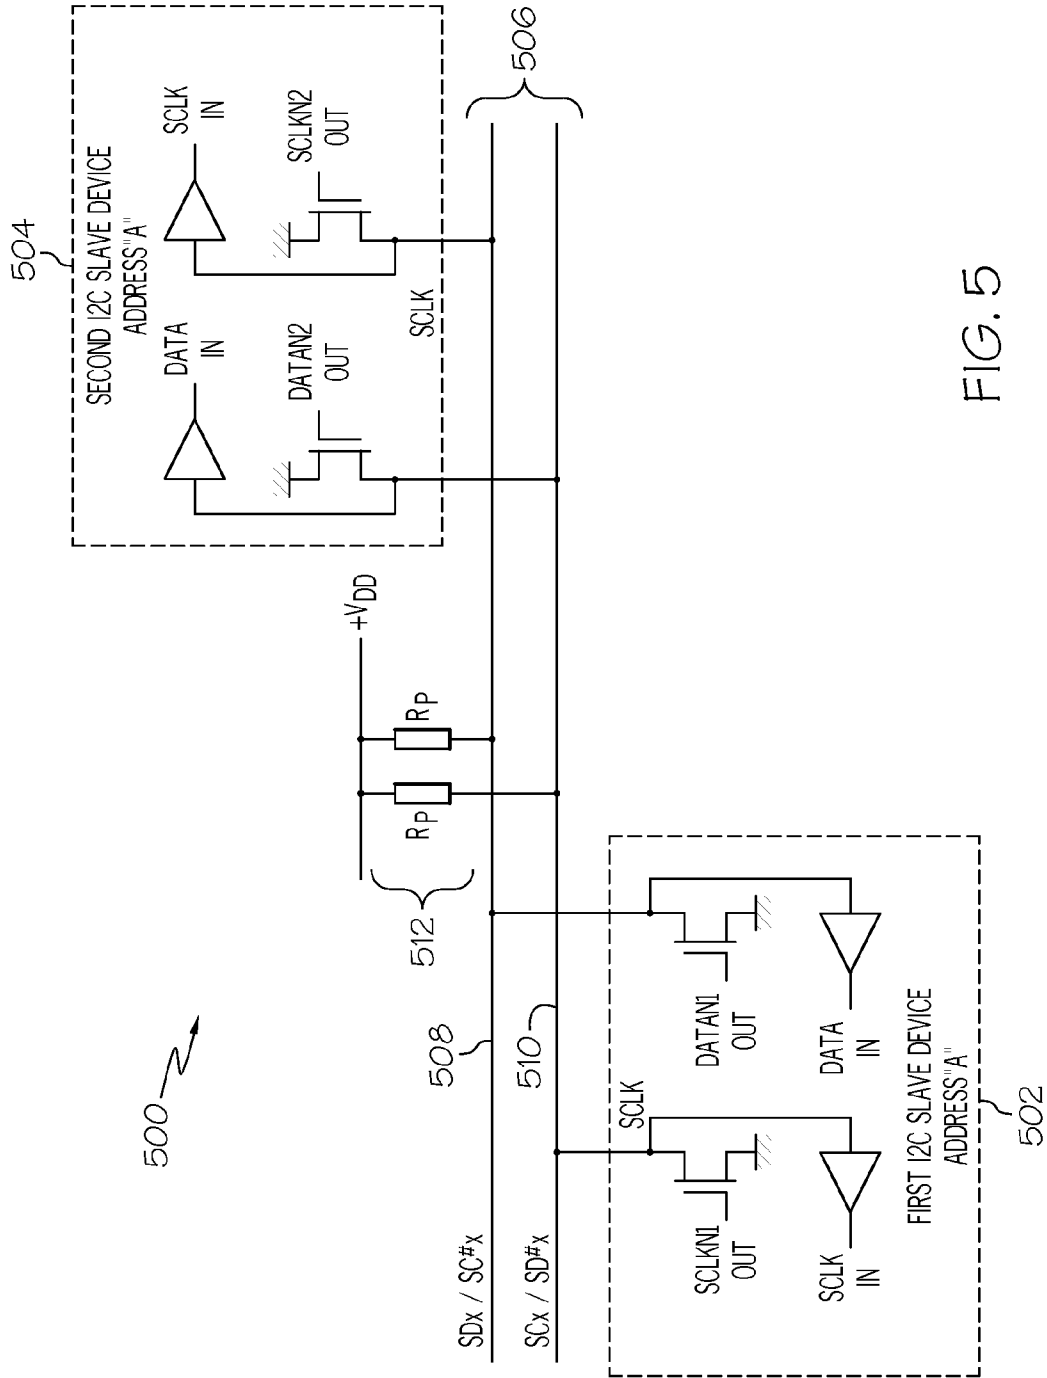 500
504
SECOND I2C SLAVE DEVICE
ADDRESS"A"
DATA
IN
SCLK
IN
DATAN2
OUT
SCLKN2
OUT
SCLK
+VDD
RP
RP
512
506
508
510
SDx / SC#x
SCx / SD#x
SCLK
SCLKN1
OUT
DATAN1
OUT
SCLK
IN
DATA
IN
FIRST I2C SLAVE DEVICE
ADDRESS"A"
502
FIG. 5